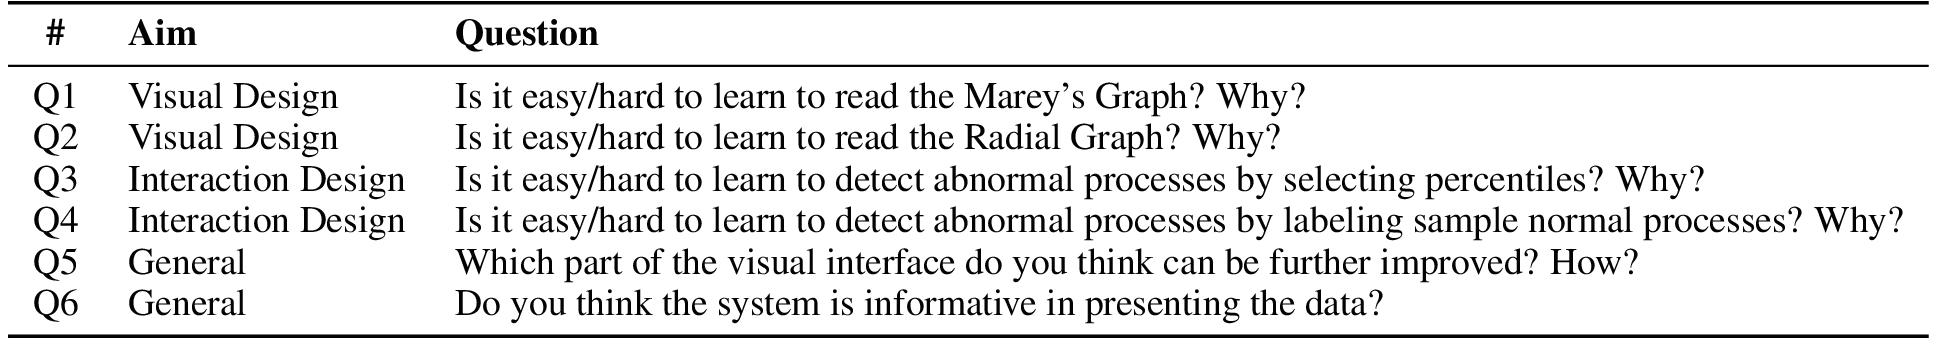 # Aim Question
Q1 Visual Design Is it easy/hard to learn to read the Marey’s Graph? Why?
Q2 Visual Design Is it easy/hard to learn to read the Radial Graph? Why?
Q3 Interaction Design Is it easy/hard to learn to detect abnormal processes by selecting percentiles? Why?
Q4 Interaction Design Is it easy/hard to learn to detect abnormal processes by labeling sample normal processes? Why?
Q5 General Which part of the visual interface do you think can be further improved? How?
Q6 General Do you think the system is informative in presenting the data?